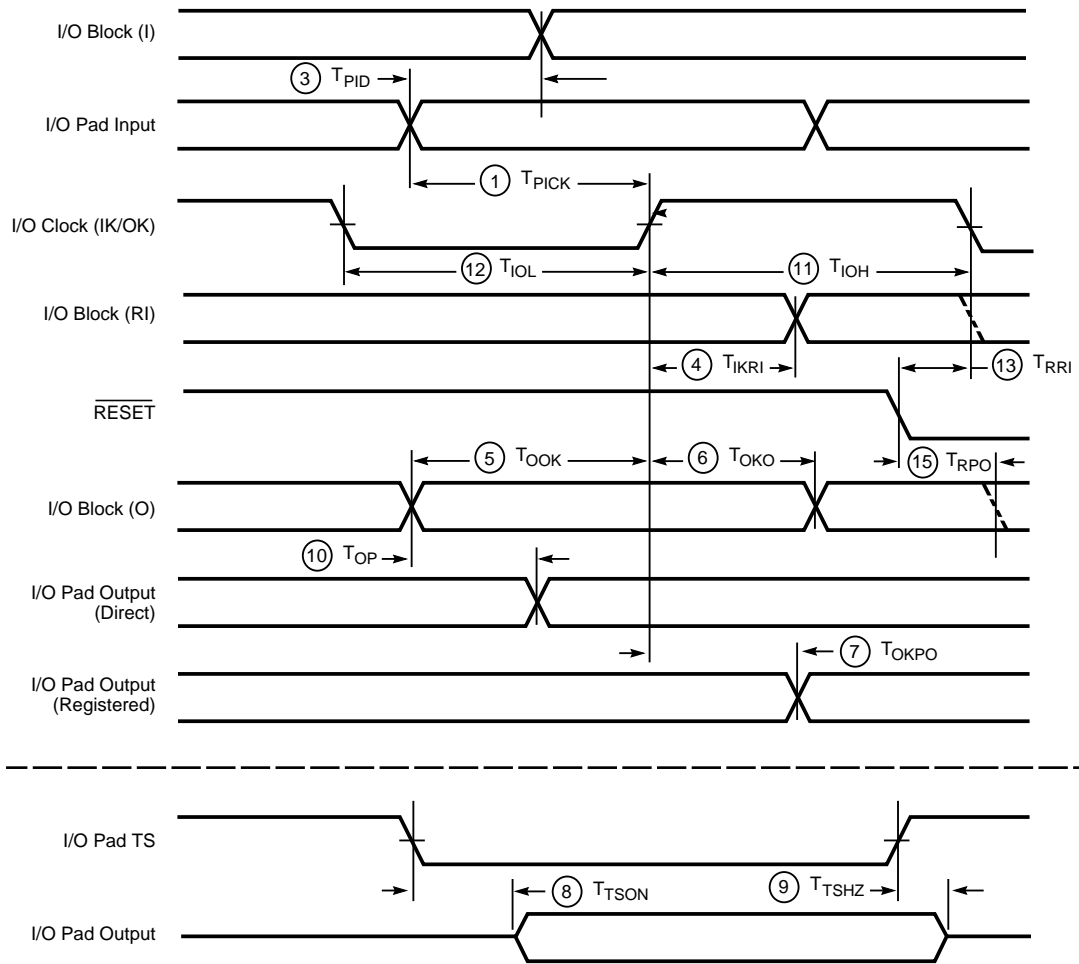 I/O Block (I)
3 TPID
I/O Pad Input
1 TPICK
I/O Clock (IK/OK)
12 TIOL
11 TIOH
I/O Block (RI)
4 TIKRI
13 TRRI
RESET
5 TOOK
6 TOKO
15 TRPO
I/O Block (O)
10 TOP
I/O Pad Output
(Direct)
7 TOKPO
I/O Pad Output
(Registered)
I/O Pad TS
8 TTSON
9 TTSHZ
I/O Pad Output